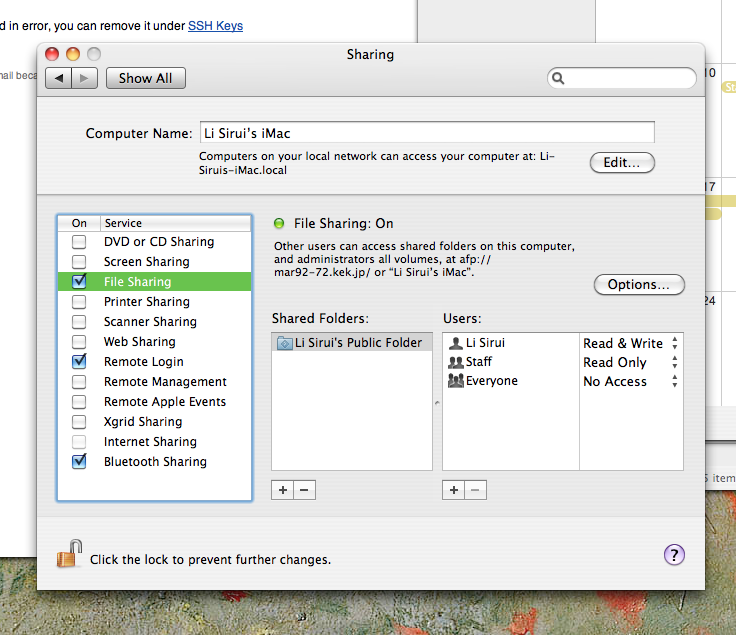 d in error, you can remove it under SSH Keys
Sharing
Show All
Computer Name: Li Sirui's iMac
Computers on your local network can access your computer at: Li-
Siruis-iMac.local
Edit...
On Service
DVD or CD Sharing
Screen Sharing
File Sharing
Printer Sharing
Scanner Sharing
Web Sharing
Remote Login
Remote Management
Remote Apple Events
Xgrid Sharing
Internet Sharing
Bluetooth Sharing
File Sharing: On
Other users can access shared folders on this computer,
and administrators all volumes, at afp://
mar92-72.kek.jp/ or “Li Sirui's iMac”.
Options...
Shared Folders:
Li Sirui's Public Folder
Users:
Li Sirui Read & Write
Staff Read Only
Everyone No Access
+ −
+ −
Click the lock to prevent further changes.
?
mail beca
10
St
17
24
5 item